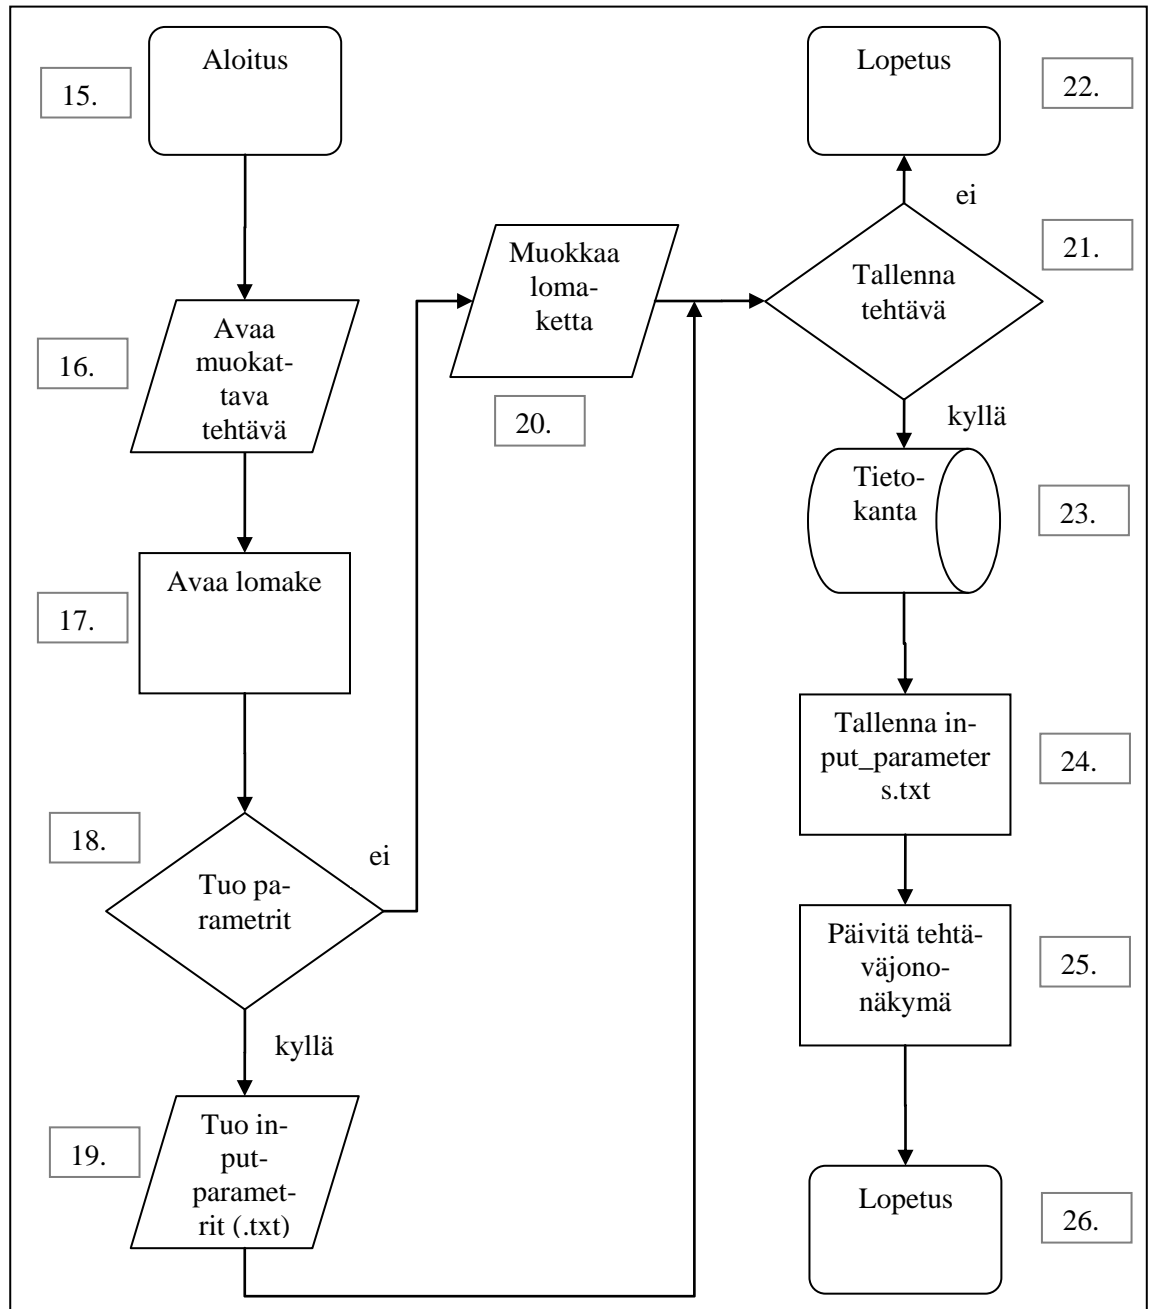 15.
Aloitus
16.
Avaa
muokat-
tava
tehtävä
17.
Avaa lomake
18.
Tuo pa-
rametrit
ei
kyllä
19.
Tuo in-
put-
paramet-
rit (.txt)
Muokkaa
loma-
ketta
20.
Lopetus
22.
ei
21.
Tallenna
tehtävä
kyllä
Tieto-
kanta
23.
Tallenna in-
put_parameter
s.txt
24.
Päivitä tehtä-
väjono-
näkymä
25.
Lopetus
26.